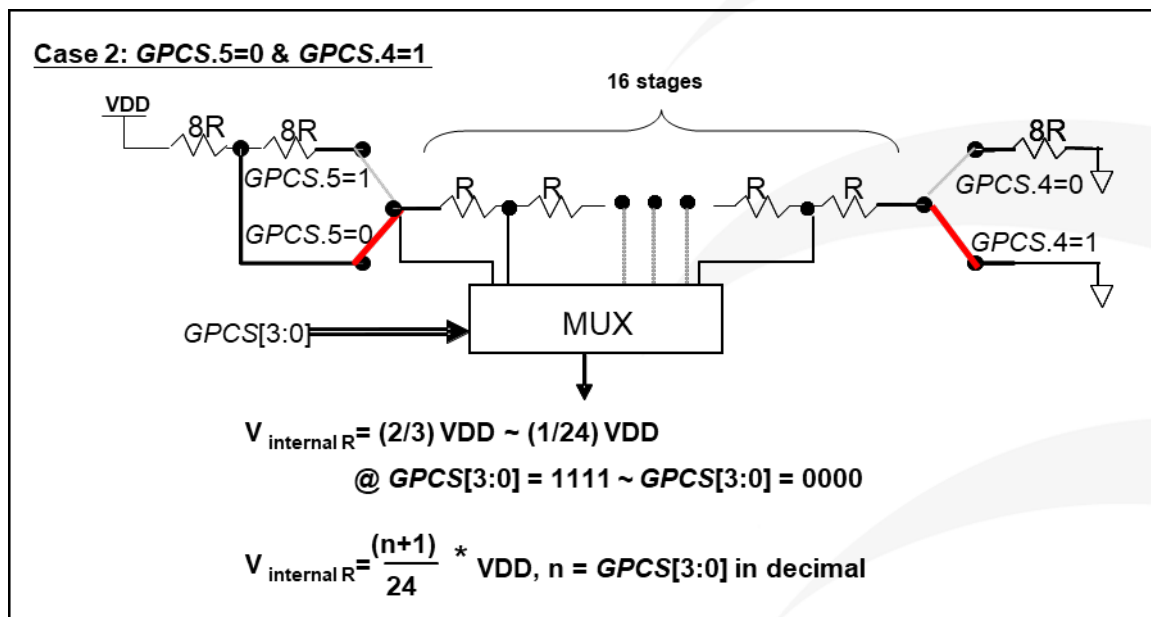 Case 2: GPCS.5=0 & GPCS.4=1
16 stages
VDD
8R
8R
8R
GPCS.5=1
R
R
R
R
GPCS.4=0
GPCS.5=0
GPCS.4=1
MUX
GPCS[3:0]
V internal R= (2/3) VDD ~ (1/24) VDD
@ GPCS[3:0] = 1111 ~ GPCS[3:0] = 0000
V internal R= (n+1)/24 * VDD, n = GPCS[3:0] in decimal